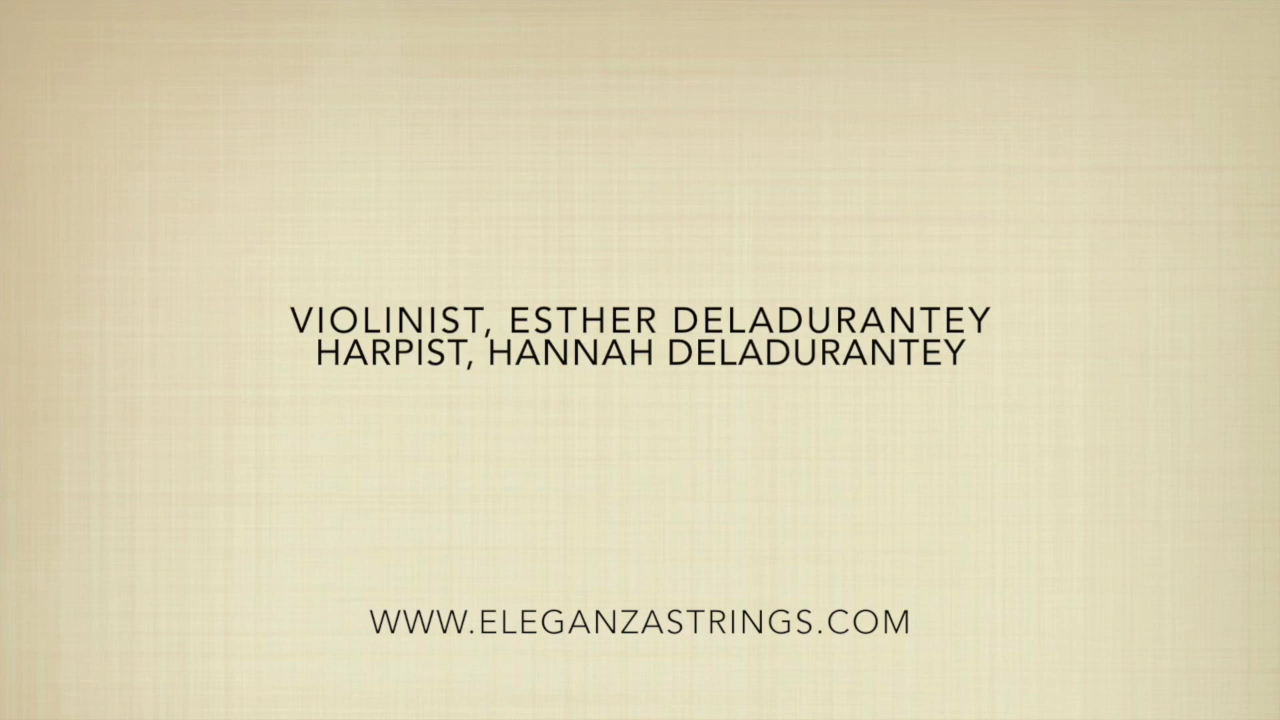 VIOLINIST, ESTHER DELADURANTEY
HARPIST, HANNAH DELADURANTEY
WWW.ELEGANZASTRINGS.COM